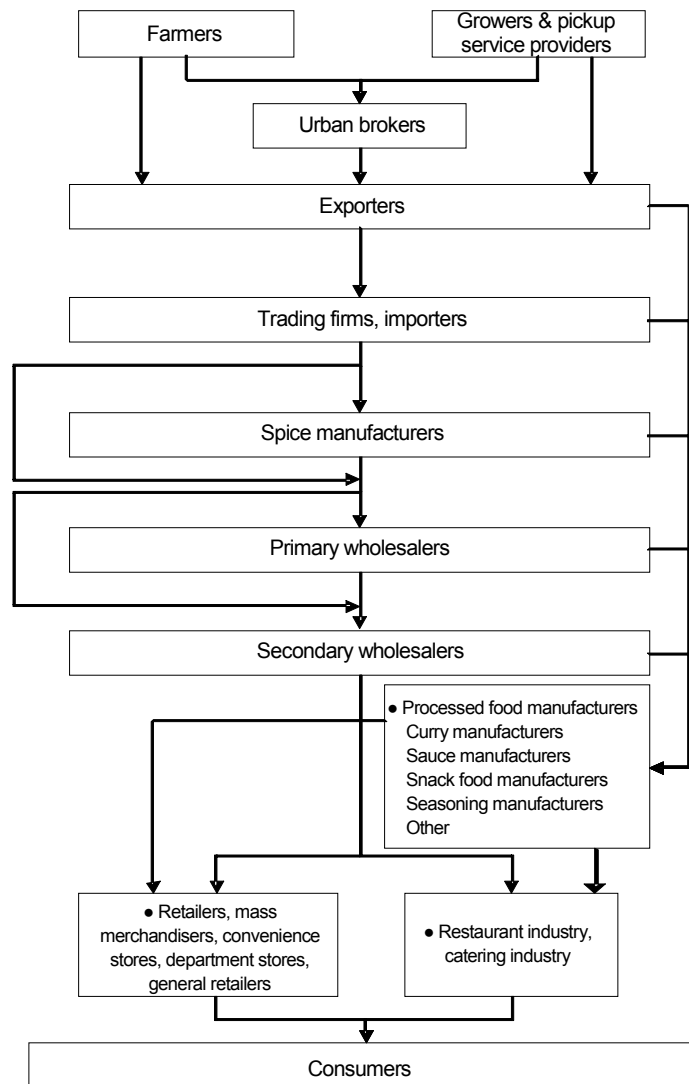 Farmers
Growers & pickup
service providers
Urban brokers
Exporters
Trading firms, importers
Spice manufacturers
Primary wholesalers
Secondary wholesalers
● Processed food manufacturers
Curry manufacturers
Sauce manufacturers
Snack food manufacturers
Seasoning manufacturers
Other
● Retailers, mass
merchandisers, convenience
stores, department stores,
general retailers
● Restaurant industry,
catering industry
Consumers